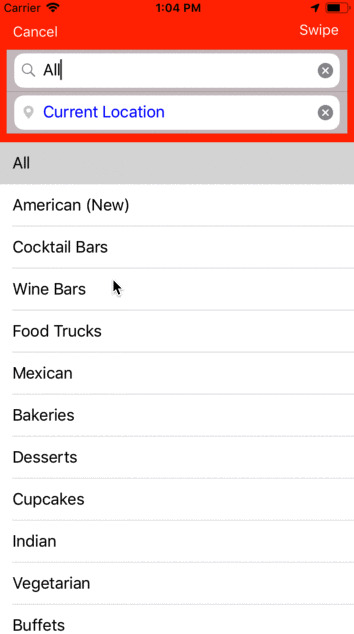 Carrier 1:04 PM
Cancel Swipe
All
Current Location
All
American (New)
Cocktail Bars
Wine Bars
Food Trucks
Mexican
Bakeries
Desserts
Cupcakes
Indian
Vegetarian
Buffets